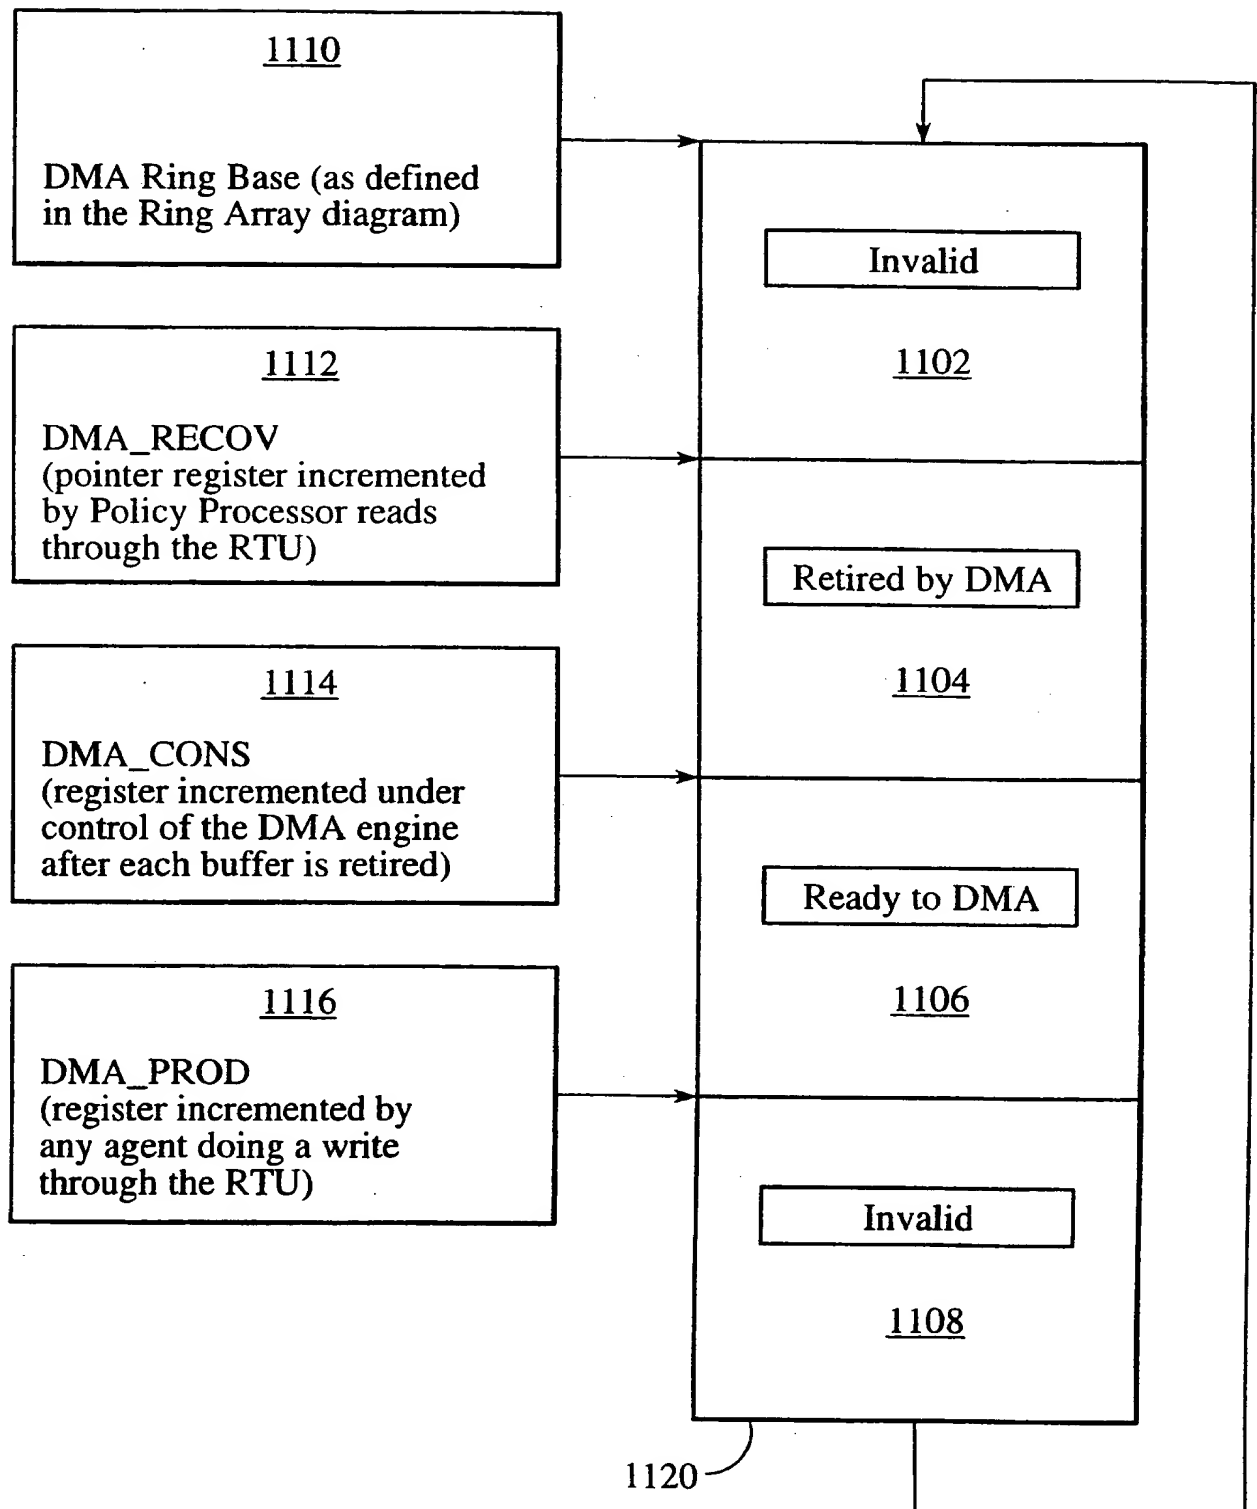 1110
DMA Ring Base (as defined
in the Ring Array diagram)
1112
DMA_RECOV
(pointer register incremented
by Policy Processor reads
through the RTU)
1114
DMA_CONS
(register incremented under
control of the DMA engine
after each buffer is retired)
1116
DMA_PROD
(register incremented by
any agent doing a write
through the RTU)
Invalid
1102
Retired by DMA
1104
Ready to DMA
1106
Invalid
1108
1120